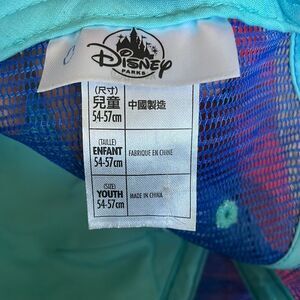 Disney
PARKS
(尺寸)
兒童
54-57cm
中國製造
(TAILLE)
ENFANT
54-57cm
FABRIQUE EN CHINE
(SIZE)
YOUTH
54-57cm
MADE IN CHINA